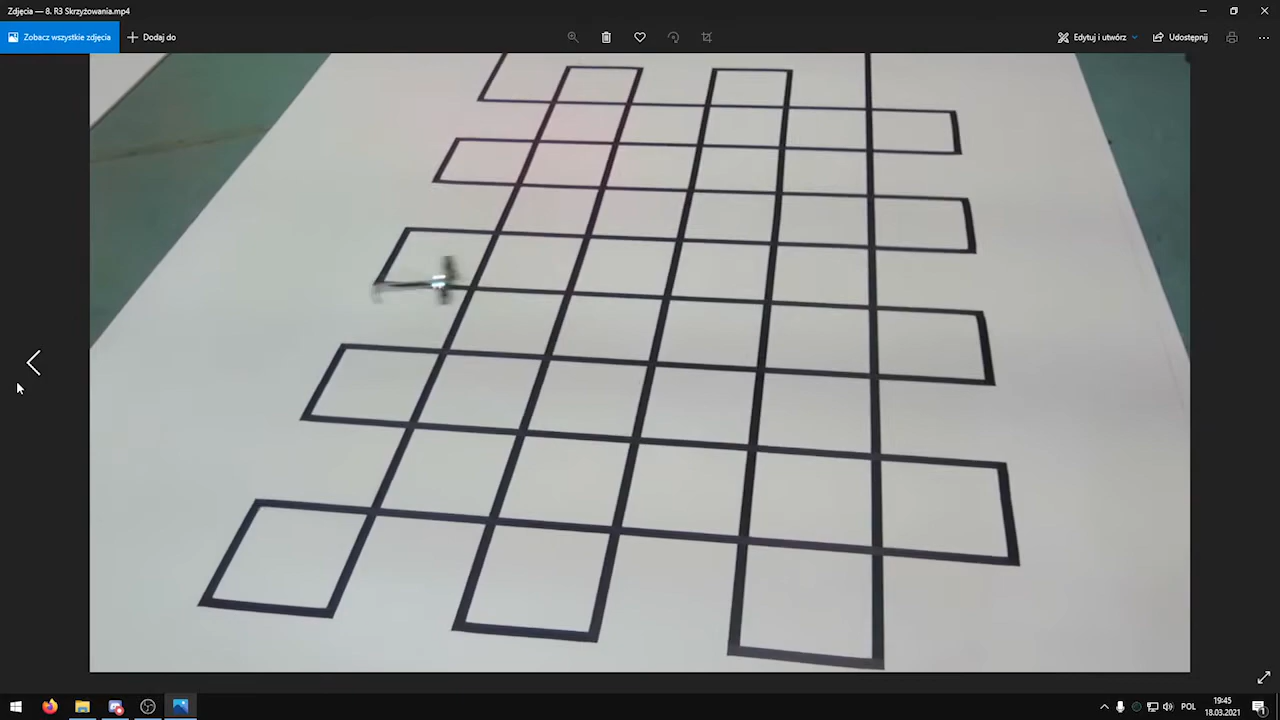 Zdjęcia — 8. R3 Skrzyżowania.mp4
Zobacz wszystkie zdjęcia
Dodaj do
Edytuj i utwórz
Udostępnij
POL
19:45
18.03.2021